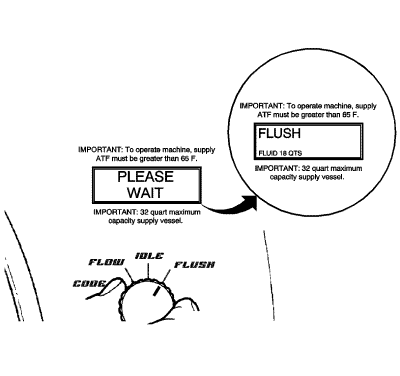 IMPORTANT: To operate machine, supply
ATF must be greater than 65 F.
PLEASE
WAIT
IMPORTANT: 32 quart maximum
capacity supply vessel.
IMPORTANT: To operate machine, supply
ATF must be greater than 65 F.
FLUSH
FLUID 18 QTS
IMPORTANT: 32 quart maximum
capacity supply vessel.
FLOW
IDLE
FLUSH